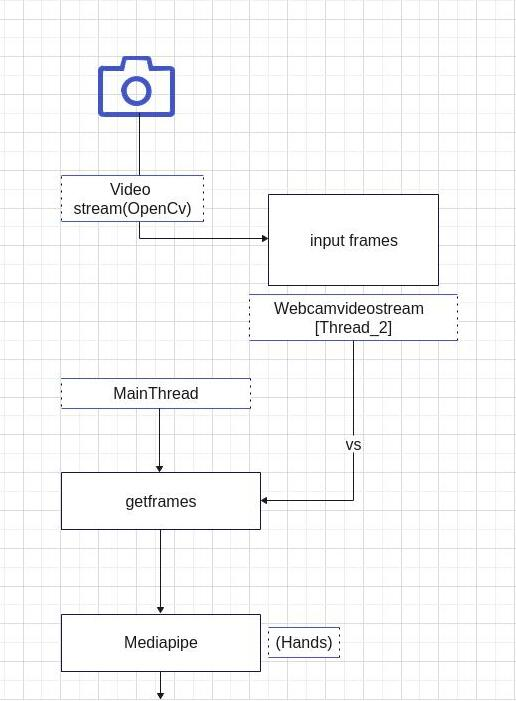 Video
stream(OpenCv)
input frames
Webcamvideostream
[Thread_2]
MainThread
vs
getframes
Mediapipe
(Hands)